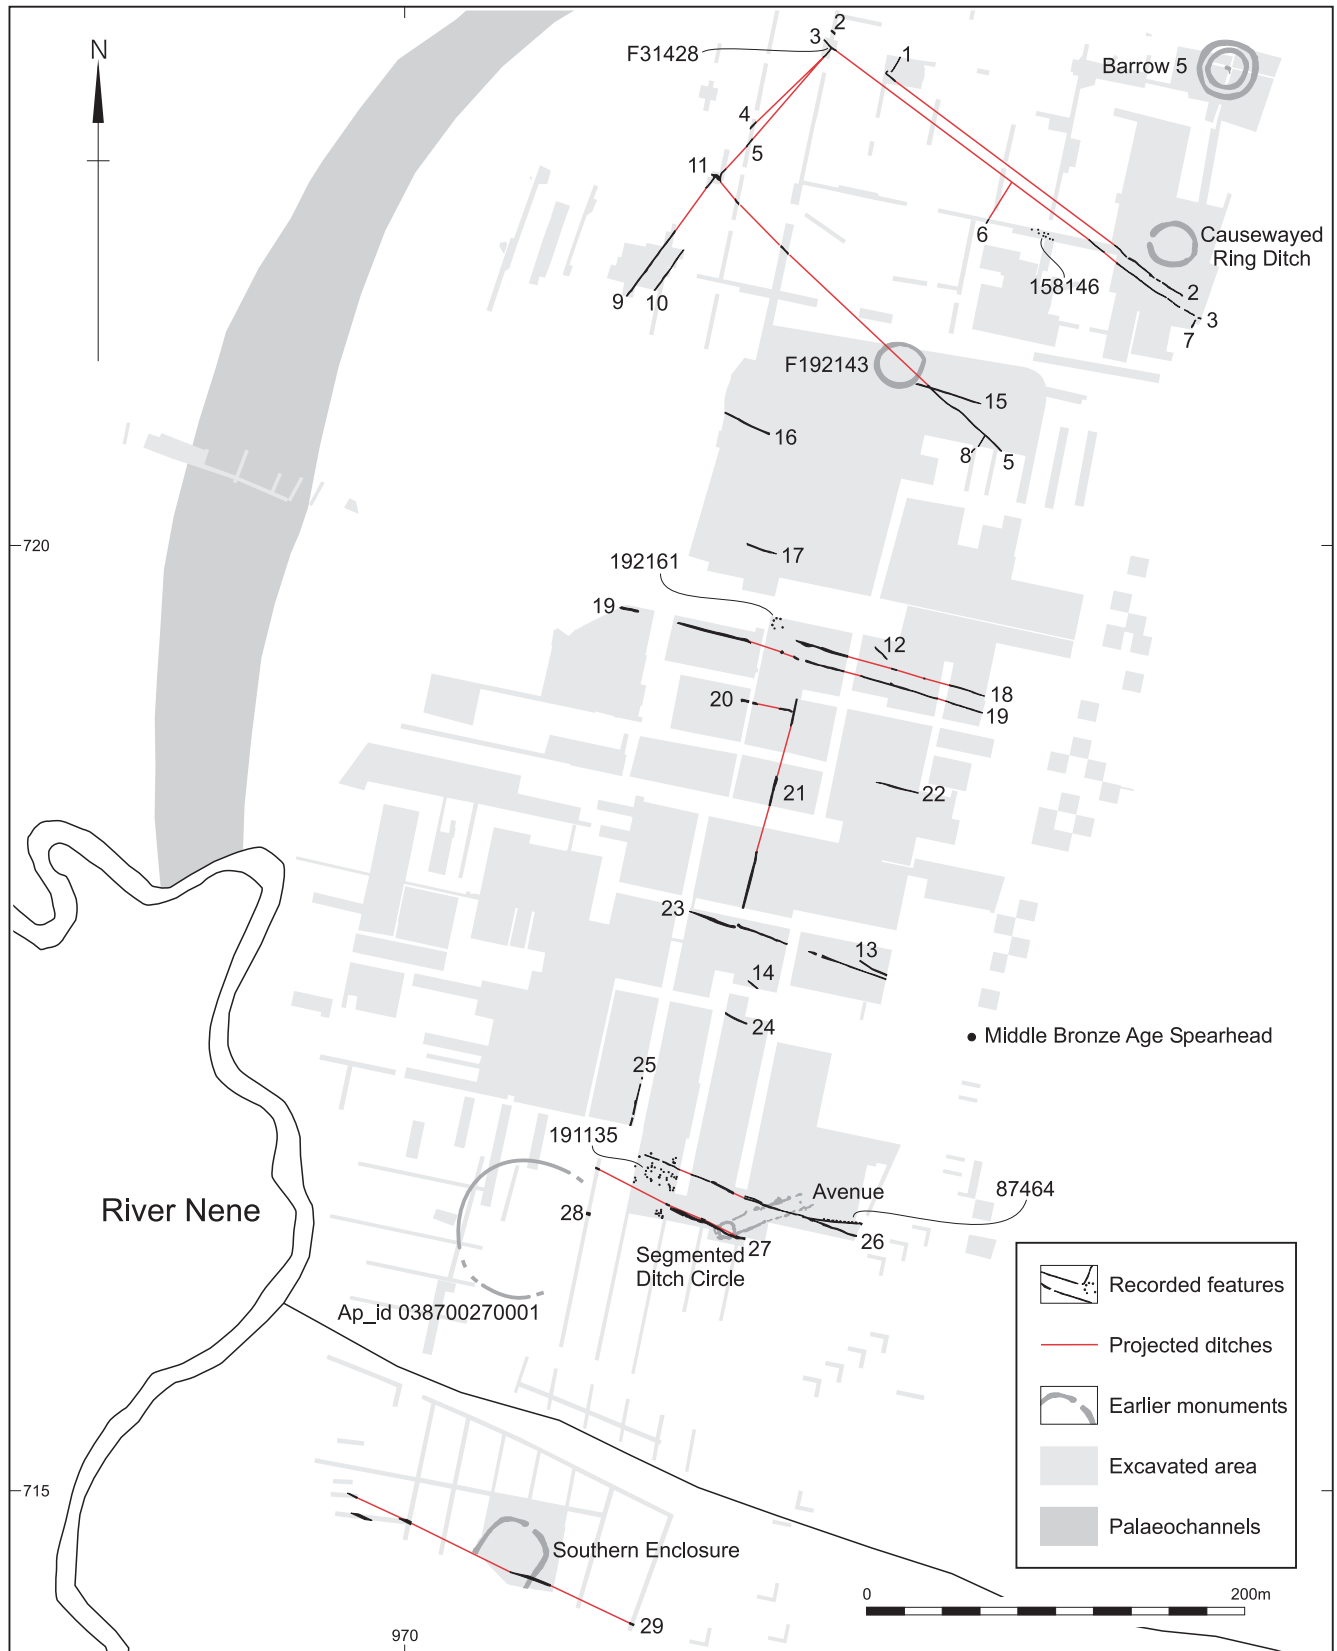 N
2
3
F31428
1
Barrow 5
4
5
11
6
Causewayed
Ring Ditch
158146
2
9
10
3
7
F192143
15
16
8
5
720
17
192161
19
12
18
20
19
21
22
23
13
14
24
Middle Bronze Age Spearhead
25
191135
87464
Avenue
River Nene
28
26
27
Segmented
Ditch Circle
Ap_id 038700270001
Recorded features
Projected ditches
Earlier monuments
Excavated area
Palaeochannels
715
Southern Enclosure
0
200m
29
970